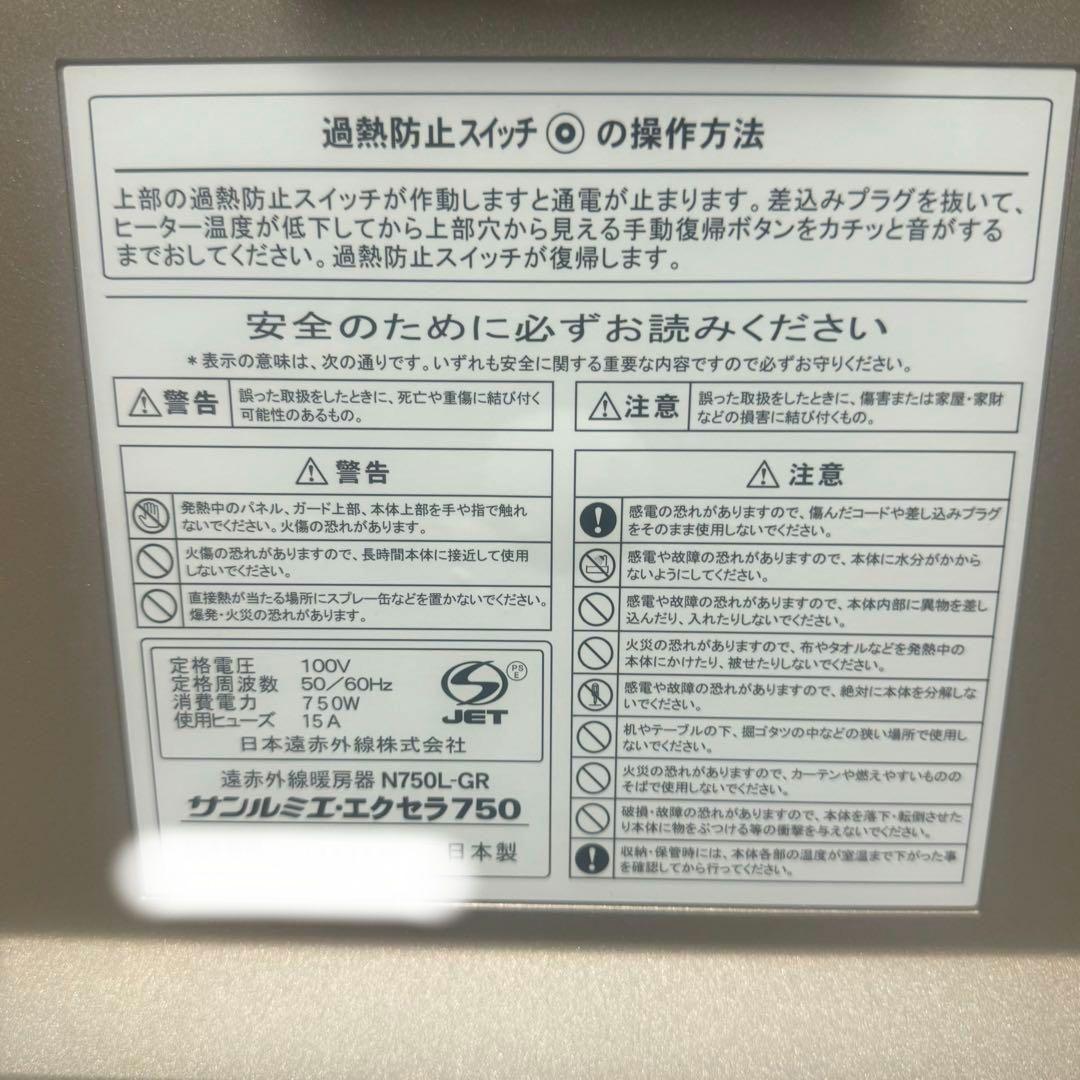 過熱防止スイッチ◎の操作方法
上部の過熱防止スイッチが作動しますと通電が止まります。差込みプラグを抜いて、
ヒーター温度が低下してから上部穴から見える手動復帰ボタンをカチッと音がする
までおしてください。過熱防止スイッチが復帰します。
安全のために必ずお読みください
*表示の意味は、次の通りです。いずれも安全に関する重要な内容ですので必ずお守りください。
警告
誤った取扱をしたときに、死亡や重傷に結び付く
可能性のあるもの。
注意
誤った取扱をしたときに、傷害または家屋・家財
などの損害に結び付くもの。
警告
発熱中のパネル、ガード上部、本体上部を手や指で触れ
ないでください。火傷の恐れがあります。
火傷の恐れがありますので、長時間本体に接近して使用
しないでください。
直接熱が当たる場所にスプレー缶などを置かないでください。
爆発・火災の恐れがあります。
定格電圧 100V
定格周波数 50/60Hz
消費電力 750W
使用ヒューズ 15A
PS
E
JET
日本遠赤外線株式会社
遠赤外線暖房器 N750L-GR
サンルミエ・エクセラ750
日本製
注意
感電の恐れがありますので、傷んだコードや差し込みプラグ
をそのまま使用しないでください。
感電や故障の恐れがありますので、本体に水分がかから
ないようにしてください。
感電や故障の恐れがありますので、本体内部に異物を差し
込んだり、入れたりしないでください。
火災の恐れがありますので、布やタオルなどを発熱中の
本体にかけたり、被せたりしないでください。
感電や故障の恐れがありますので、絶対に本体を分解しな
いでください。
机やテーブルの下、掘ゴタツの中などの狭い場所で使用し
ないでください。
火災の恐れがありますので、カーテンや燃えやすいものの
そばで使用しないでください。
破損・故障の恐れがありますので、本体を落下・転倒させた
り本体に物をぶつける等の衝撃を与えないでください。
収納・保管時には、本体各部の温度が室温まで下がった事
を確認してから行ってください。